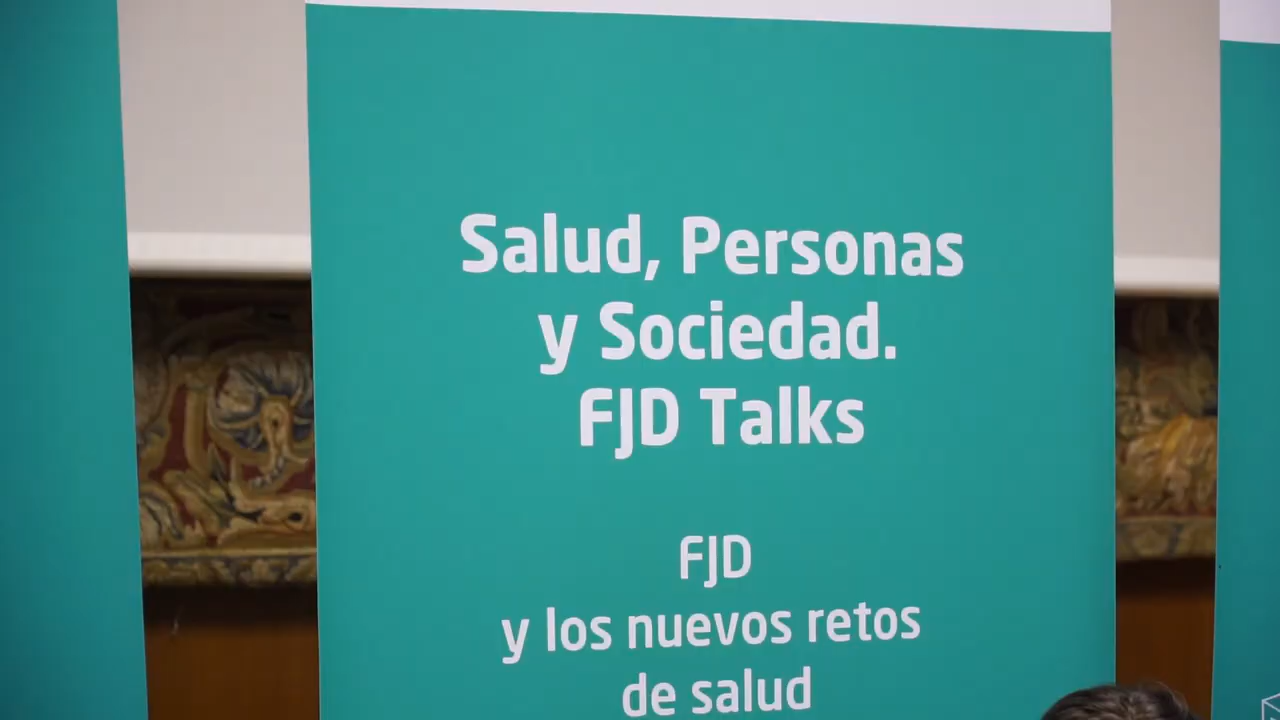 Salud, Personas
y Sociedad.
FJD Talks
FJD
y los nuevos retos
de salud